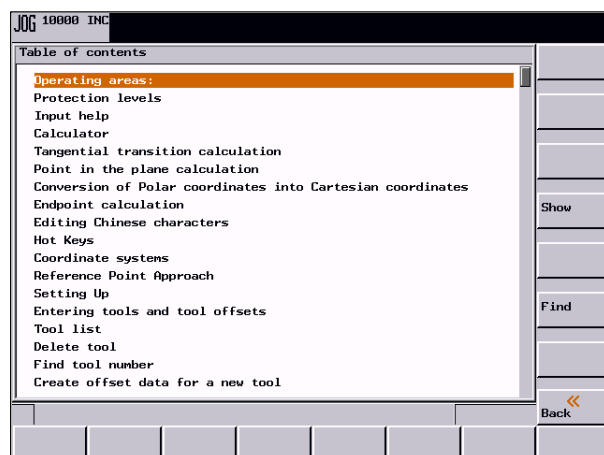 JOG 10000 INC
Table of contents
Operating areas:
Protection levels
Input help
Calculator
Tangential transition calculation
Point in the plane calculation
Conversion of Polar coordinates into Cartesian coordinates
Endpoint calculation
Editing Chinese characters
Hot Keys
Coordinate systems
Reference Point Approach
Setting Up
Entering tools and tool offsets
Tool list
Delete tool
Find tool number
Create offset data for a new tool
Show
Find
Back